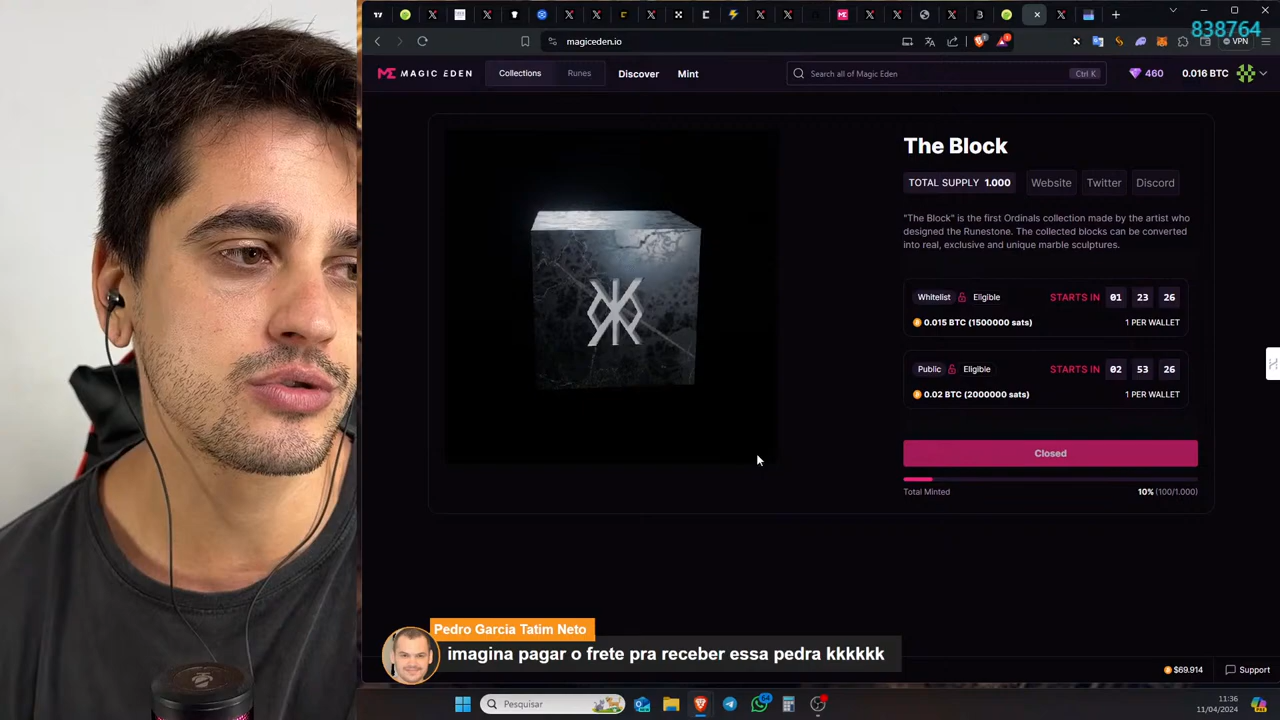 838764
magiceden.io
VPN
MAGIC EDEN
Collections
Runes
Discover
Mint
Search all of Magic Eden
Ctrl K
460
0.016 BTC
The Block
TOTAL SUPPLY 1.000
Website
Twitter
Discord
"The Block" is the first Ordinals collection made by the artist who
designed the Runestone. The collected blocks can be converted
into real, exclusive and unique marble sculptures.
Whitelist
Eligible
STARTS IN 01 23 26
0.015 BTC (1500000 sats)
1 PER WALLET
Public
Eligible
STARTS IN 02 53 26
0.02 BTC (2000000 sats)
1 PER WALLET
Closed
Total Minted
10% (100/1.000)
Pedro Garcia Tatim Neto
imagina pagar o frete pra receber essa pedra kkkkkk
$69.914
Support
Pesquisar
11:36
11/04/2024